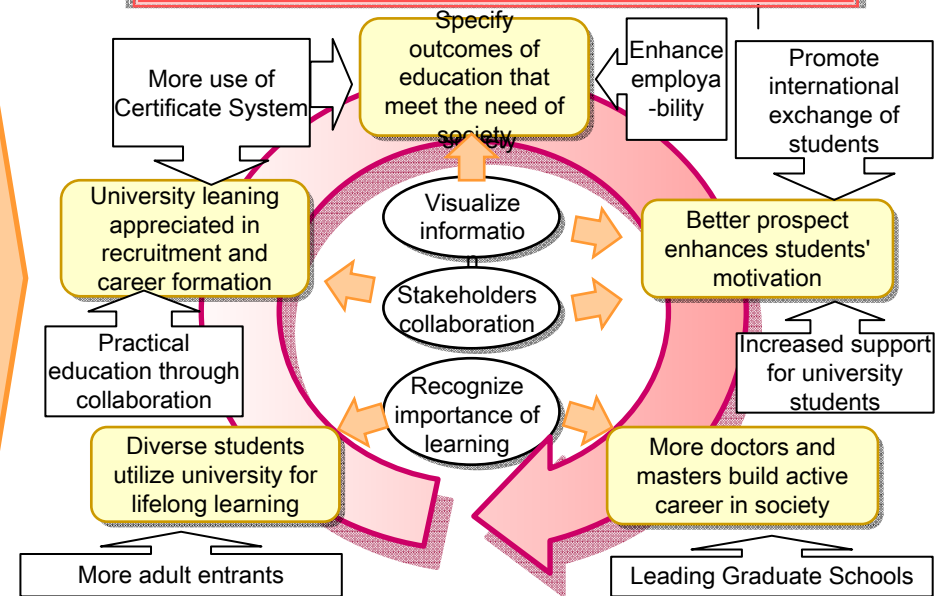 Specify
outcomes of
education that
meet the need of
society
More use of
Certificate System
Enhance
employa
-bility
Promote
international
exchange of
students
University leaning
appreciated in
recruitment and
career formation
Visualize
informatio
n
Better prospect
enhances students'
motivation
Stakeholders
collaboration
Practical
education through
collaboration
Increased support
for university
students
Recognize
importance of
learning
Diverse students
utilize university for
lifelong learning
More doctors and
masters build active
career in society
More adult entrants
Leading Graduate Schools